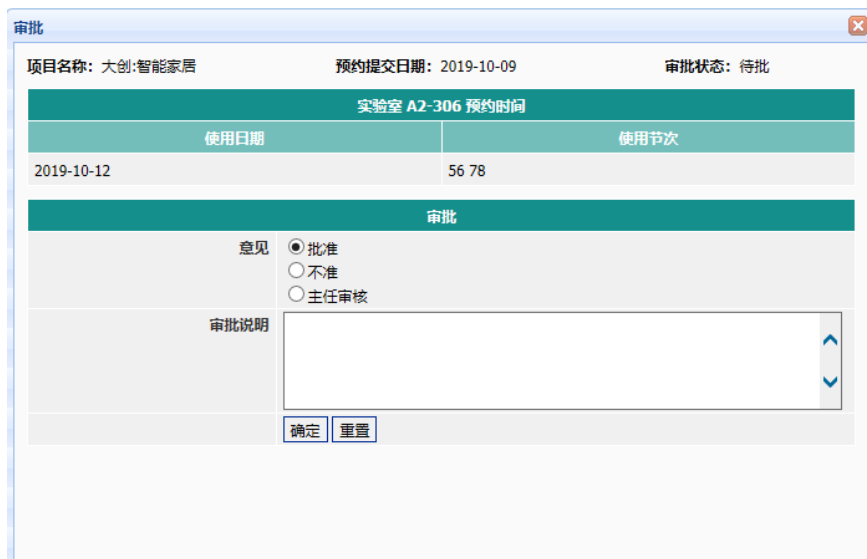 审批
项目名称：大创:智能家居 预约提交日期：2019-10-09 审批状态：待批
实验室 A2-306 预约时间
使用日期 使用节次
2019-10-12 56 78
审批
意见 批准
不准
主任审核
审批说明
确定 重置